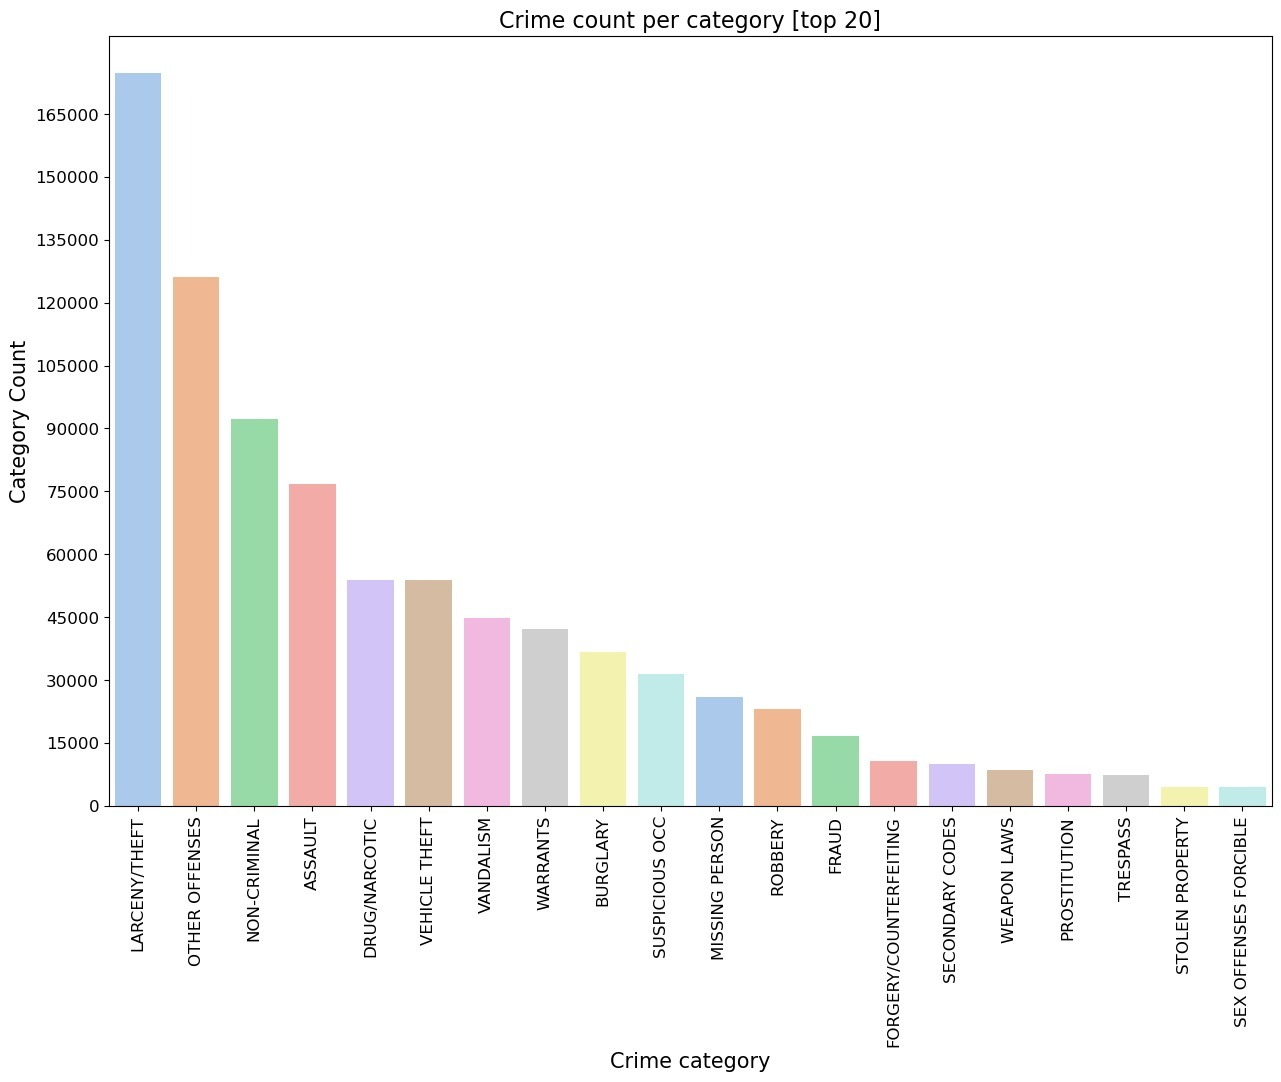 Crime count per category [top 20]
Category Count
165000
150000
135000
120000
105000
90000
75000
60000
45000
30000
15000
0
LARCENY/THEFT
OTHER OFFENSES
NON-CRIMINAL
ASSAULT
DRUG/NARCOTIC
VEHICLE THEFT
VANDALISM
WARRANTS
BURGLARY
SUSPICIOUS OCC
MISSING PERSON
ROBBERY
FRAUD
FORGERY/COUNTERFEITING
SECONDARY CODES
WEAPON LAWS
PROSTITUTION
TRESPASS
STOLEN PROPERTY
SEX OFFENSES FORCIBLE
Crime category